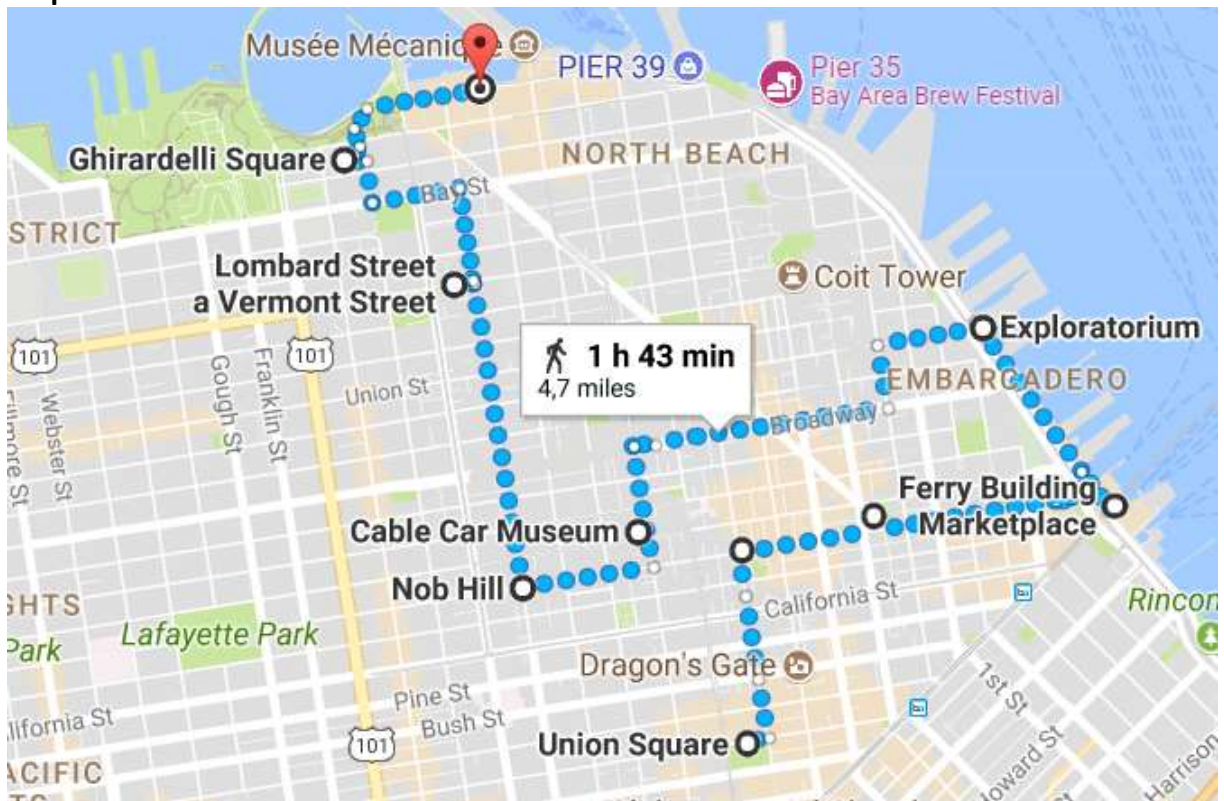 Musée Mécanique
PIER 39
Pier 35
Bay Area Brew Festival
Ghirardelli Square
NORTH BEACH
Bay St
STRICT
Lombard Street
a Vermont Street
Coit Tower
Exploratorium
101
101
1 h 43 min
4,7 miles
EMBARCADERO
Gough St
Franklin St
Union St
Webster St
Fillmore St
Broadway
Ferry Building
Marketplace
Cable Car Museum
Nob Hill
California St
GHTS
Park
Lafayette Park
Rincon
Dragon's Gate
1st St
Pine St
Bush St
alifornia St
101
Union Square
Howard St
Harrison
ACIFIC